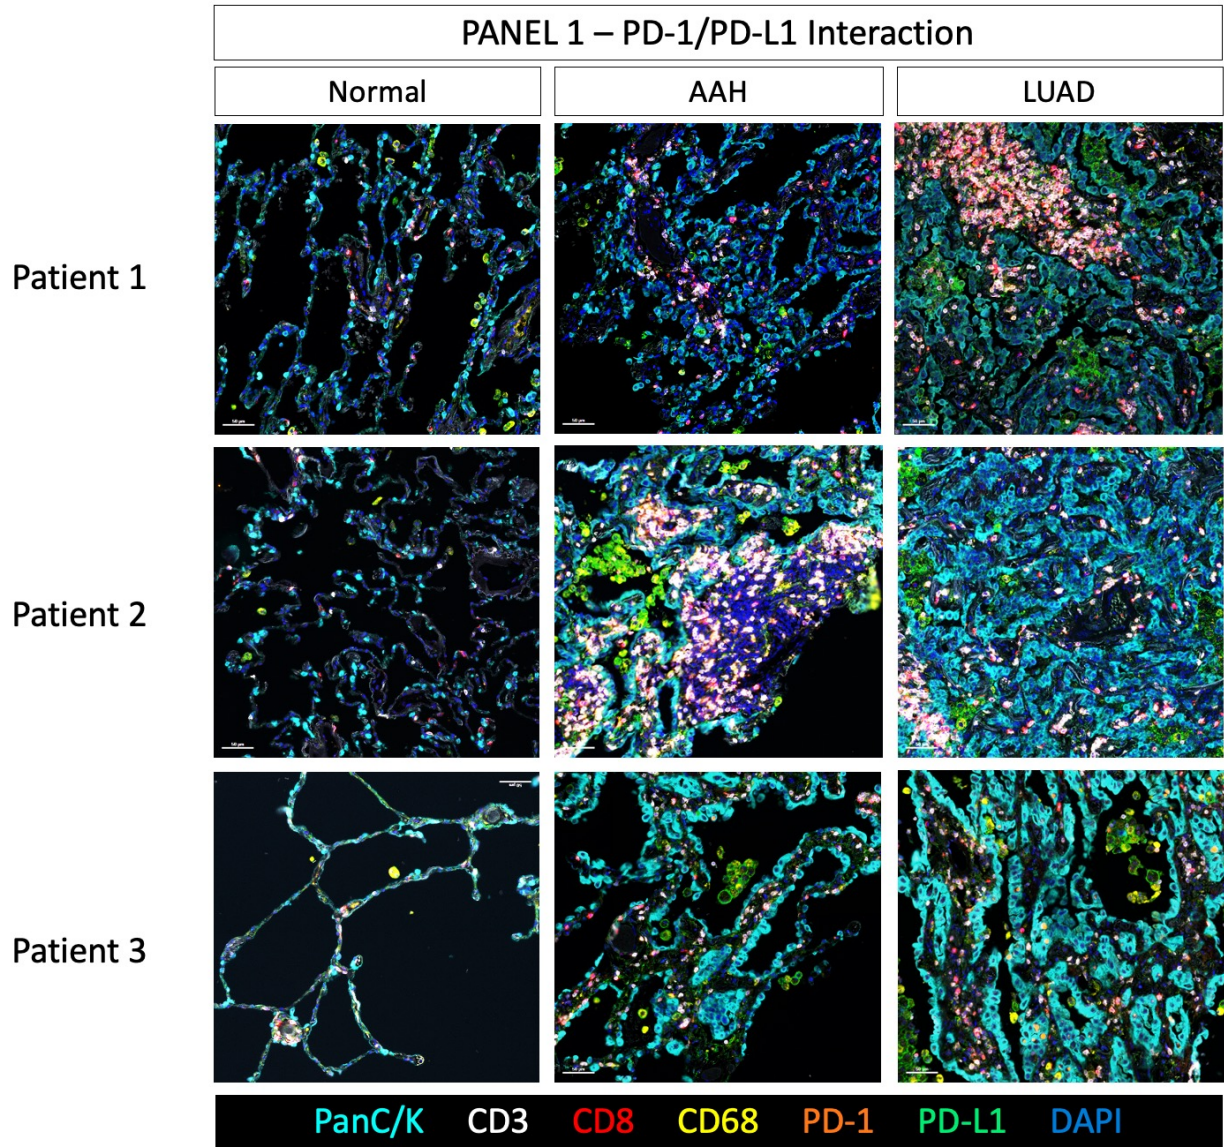 PANEL 1 – PD-1/PD-L1 Interaction
Normal AAH LUAD
Patient 1
Patient 2
Patient 3
PanC/K CD3 CD8 CD68 PD-1 PD-L1 DAPI